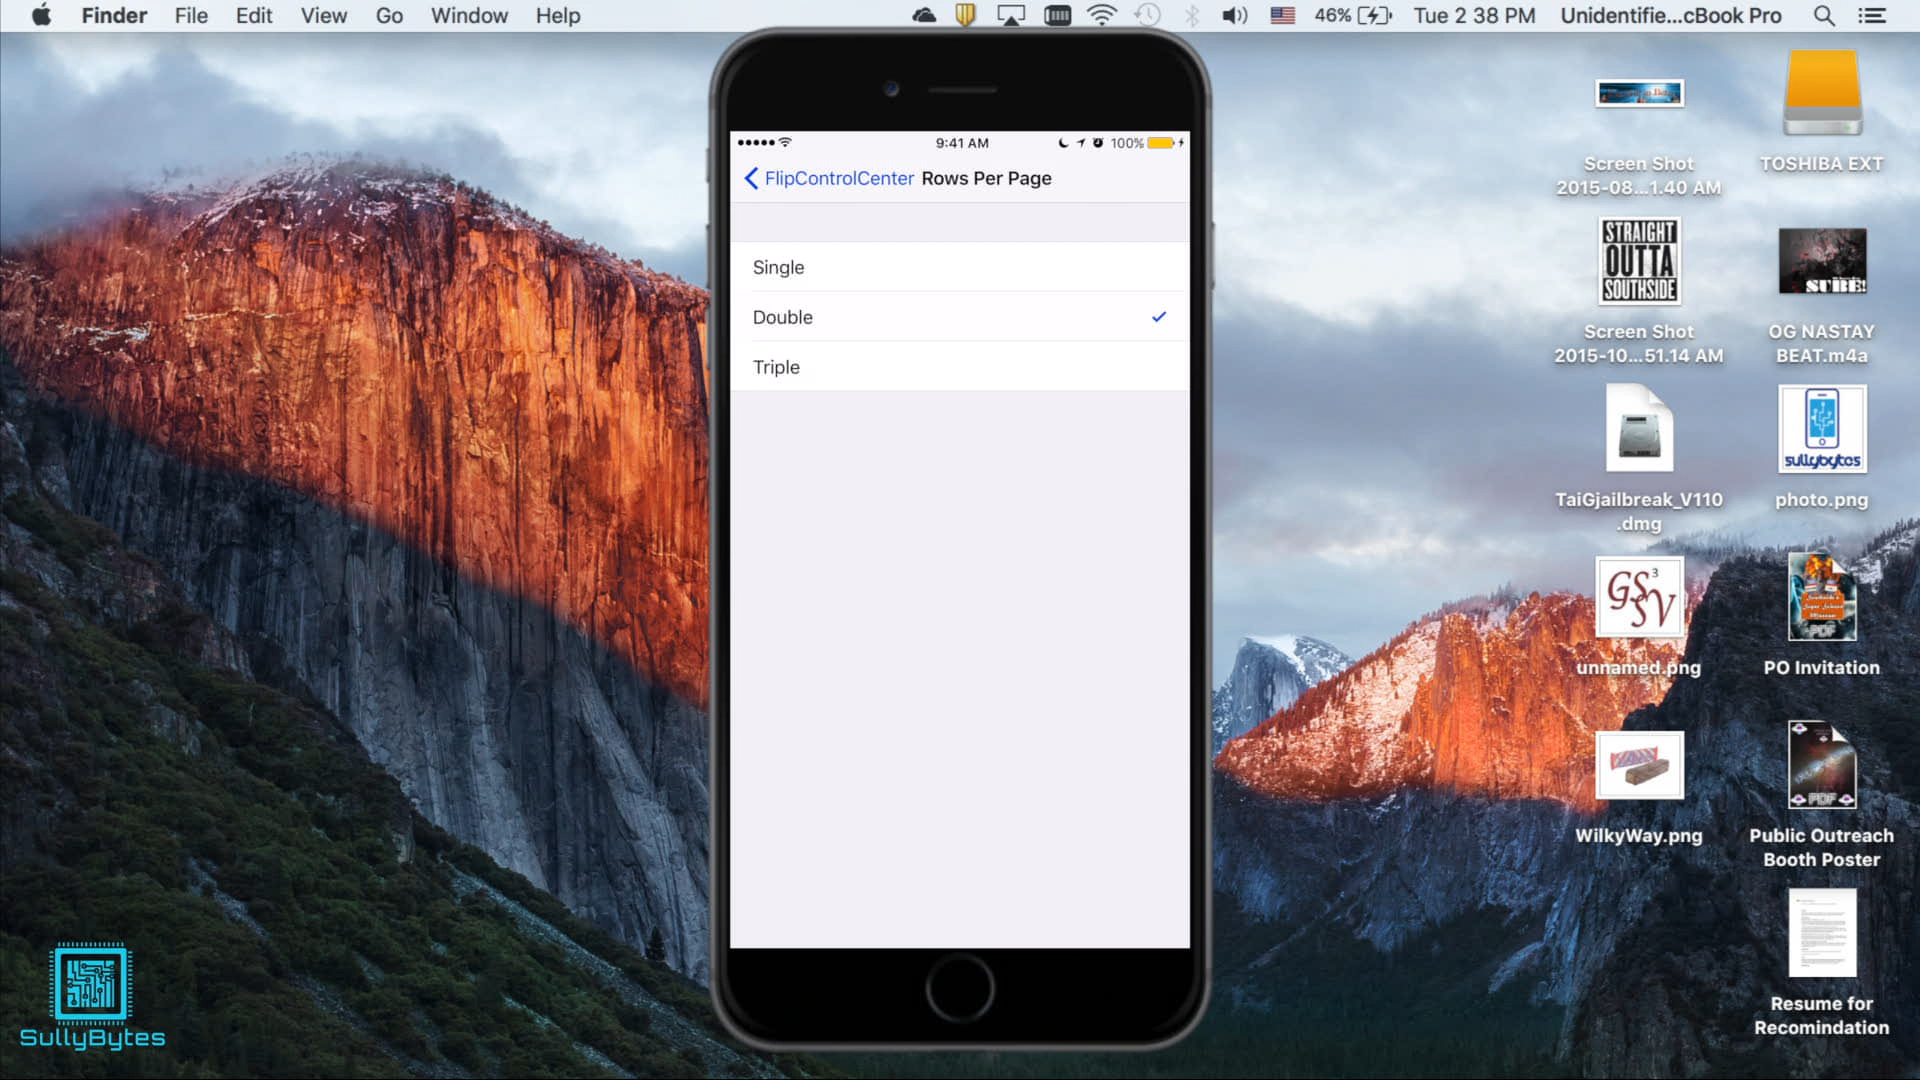 Finder File Edit View Go Window Help 46% Tue 2 38 PM Unidentifie...cBook Pro
9:41 AM 100%
FlipControlCenter Rows Per Page
Single
Double
Triple
Screen Shot
2015-08...1.40 AM
TOSHIBA EXT
STRAIGHT
OUTTA
SOUTHSIDE
Screen Shot
2015-10...51.14 AM
SUBE!
OG NASTAY
BEAT.m4a
TaiGjailbreak_V110
.dmg
sullybytes
photo.png
GSSV3
unnamed.png
PDF
PO Invitation
WilkyWay.png
PDF
Public Outreach
Booth Poster
Resume for
Recomindation
SullyBytes